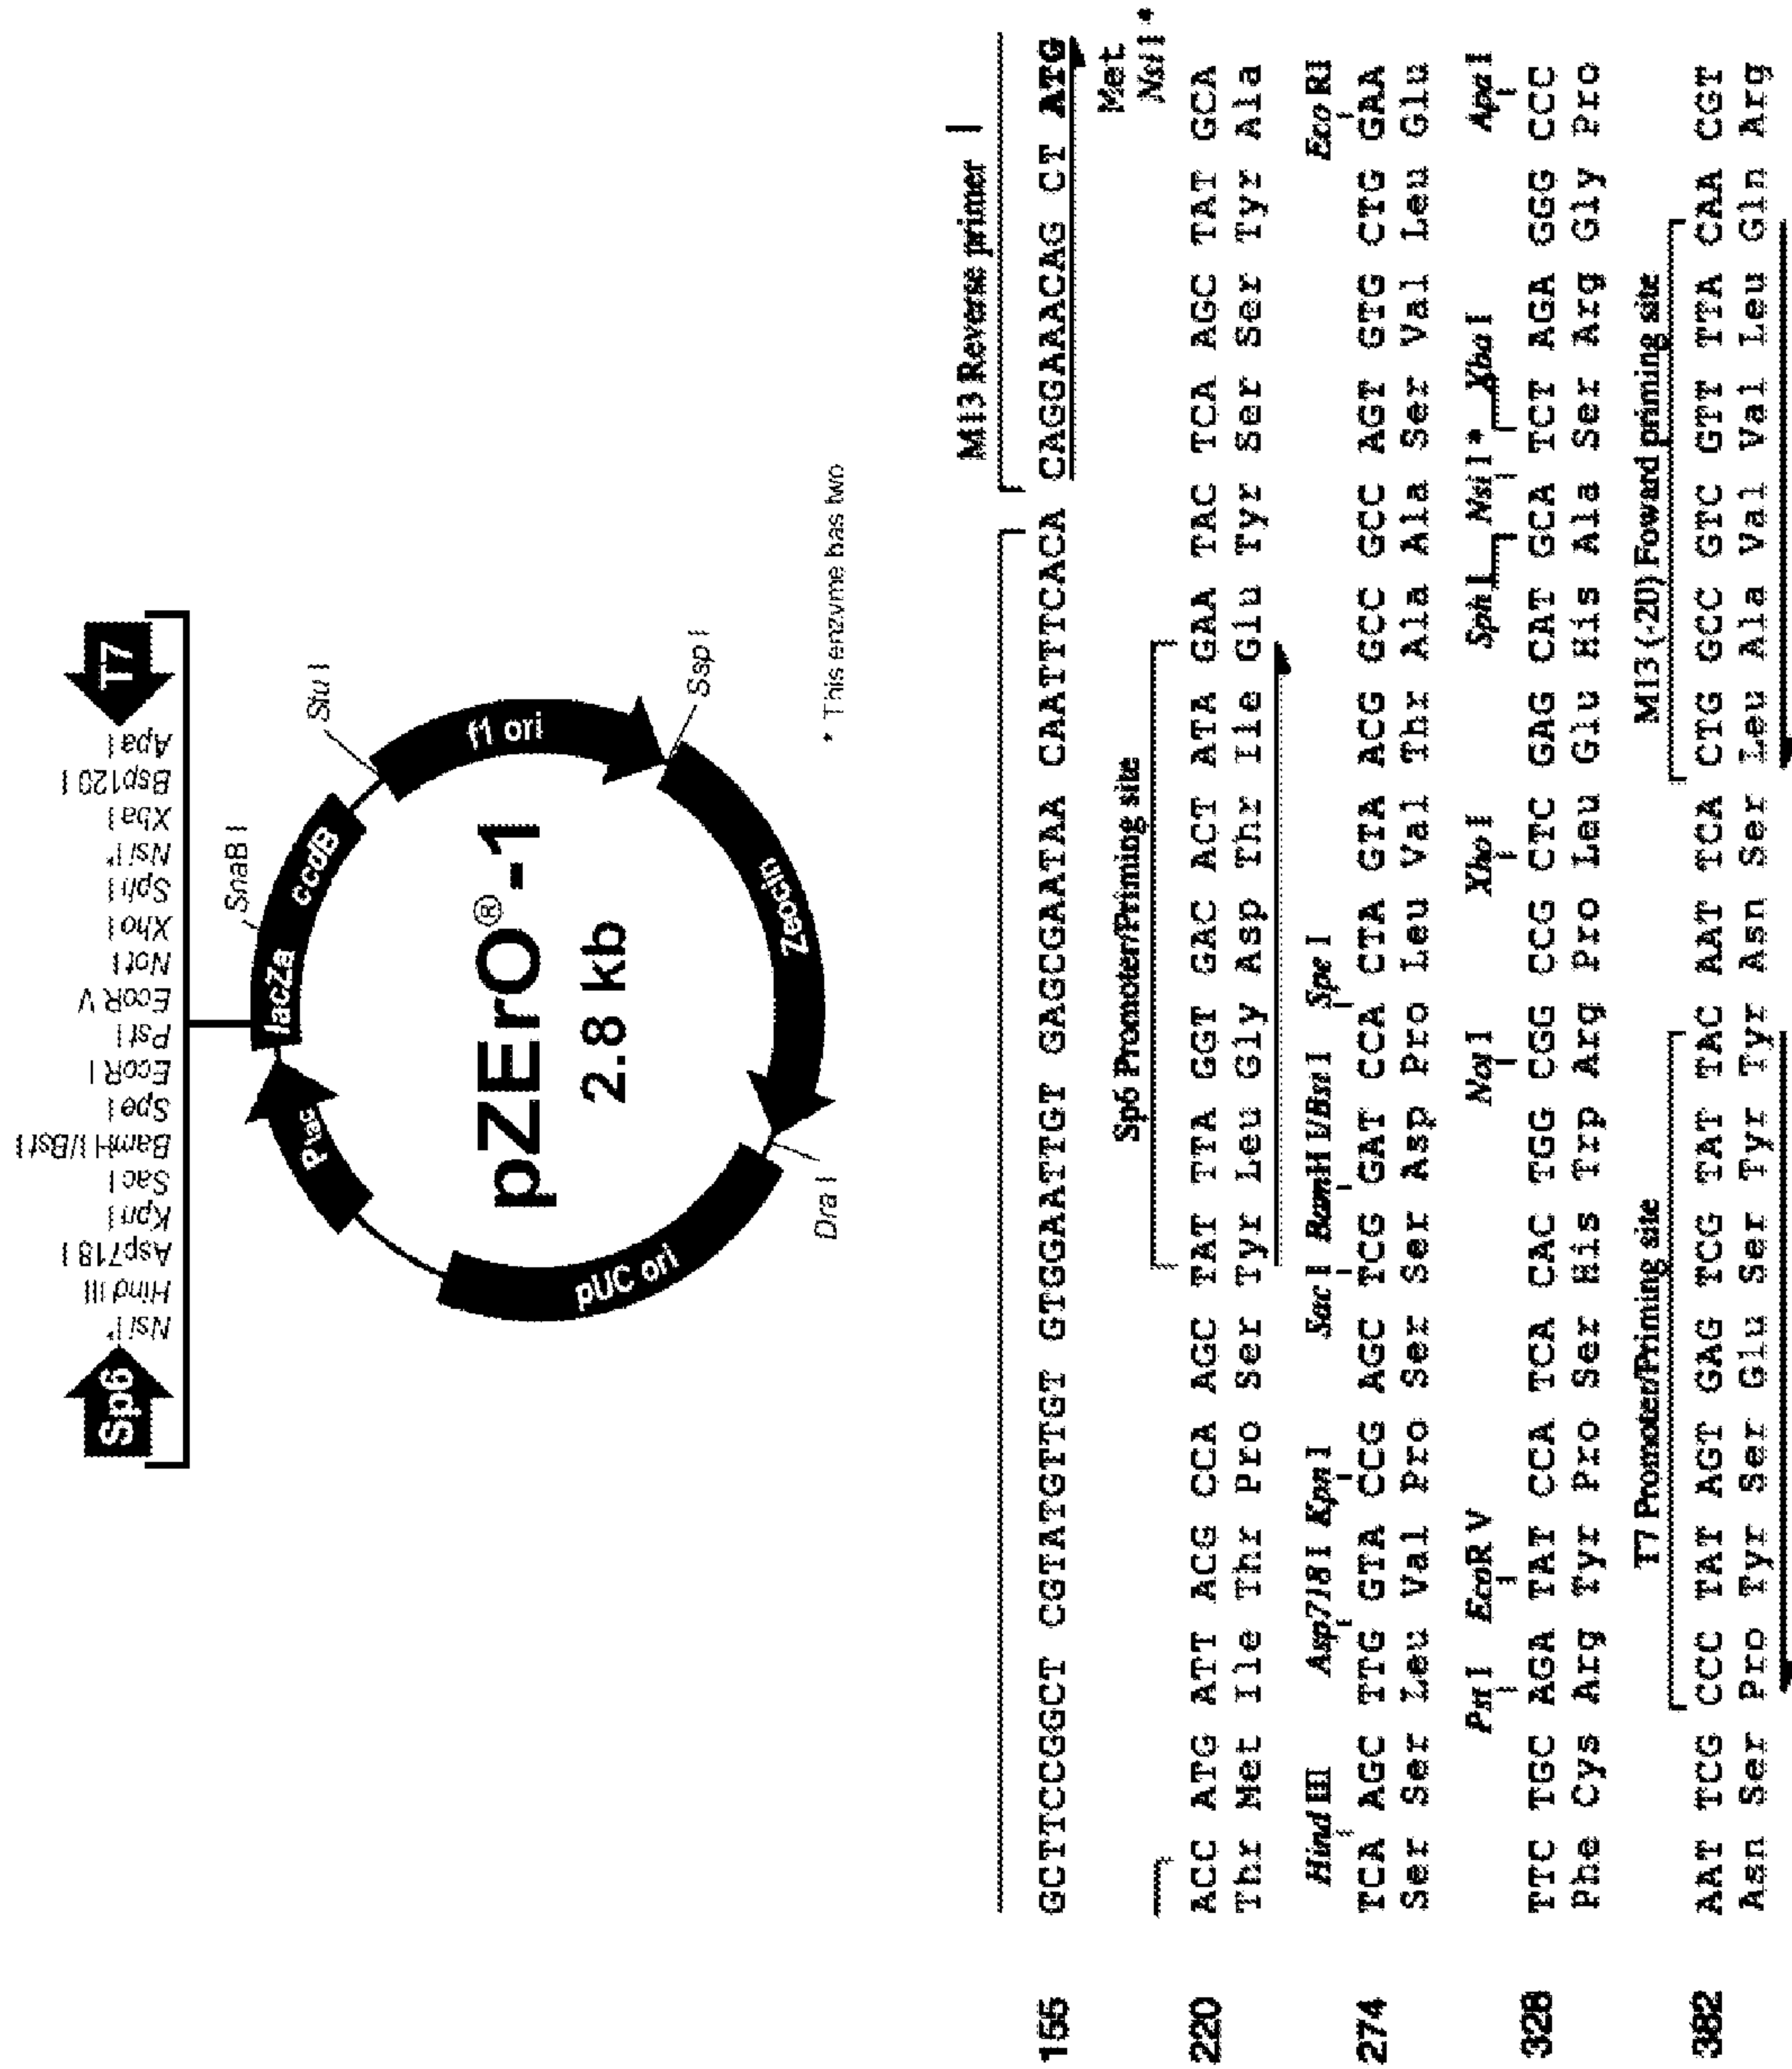 Sp6
Nsi I*
Hind III
Asp718 I
Kpn I
Sac I
BamH I/Bst I
Spe I
EcoR I
Pst I
EcoR V
Not I
Xho I
Sph I
Nsi I*
Xba I
Bsp120 I
Apa I
T7
SnaB I
Stu I
P lac
lacZa
ccdB
f1 ori
pZErO®-1
2.8 kb
Ssp I
pUC ori
Zeocin
Dra I
* This enzyme has two
M13 Reverse primer
155 GCTTCCGGCT CGTATGTTGT GTGGAATTGT GAGCGAATAA CAATTTCACA CAGGAAACAG CT ATG
Met
Sp6 Promoter/Priming site Nsi I*
220 ACC ATG ATT ACG CCA AGC TAT TTA GGT GAC ACT ATA GAA TAC TCA AGC TAT GCA
Thr Met Ile Thr Pro Ser Tyr Leu Gly Asp Thr Ile Glu Tyr Ser Ser Tyr Ala
Hind III Asp718 I Kpn I Sac I BamH I/Bst I Spe I Eco RI
274 TCA AGC TTG GTA CCG AGC TCG GAT CCA CTA GTA ACG GCC GCC AGT GTG CTG GAA
Ser Ser Leu Val Pro Ser Ser Asp Pro Leu Val Thr Ala Ala Ser Val Leu Glu
Pst I EcoR V Not I Xho I Sph I Nsi I* Xba I Apa I
328 TTC TGC AGA TAT CCA TCA CAC TGG CGG CCG CTC GAG CAT GCA TCT AGA GGG CCC
Phe Cys Arg Tyr Pro Ser His Trp Arg Pro Leu Glu His Ala Ser Arg Gly Pro
T7 Promoter/Priming site M13 (-20) Foward priming site
382 AAT TCG CCC TAT AGT GAG TCG TAT TAC AAT TCA CTG GCC GTC GTT TTA CAA CGT
Asn Ser Pro Tyr Ser Glu Ser Tyr Tyr Asn Ser Leu Ala Val Val Leu Gln Arg